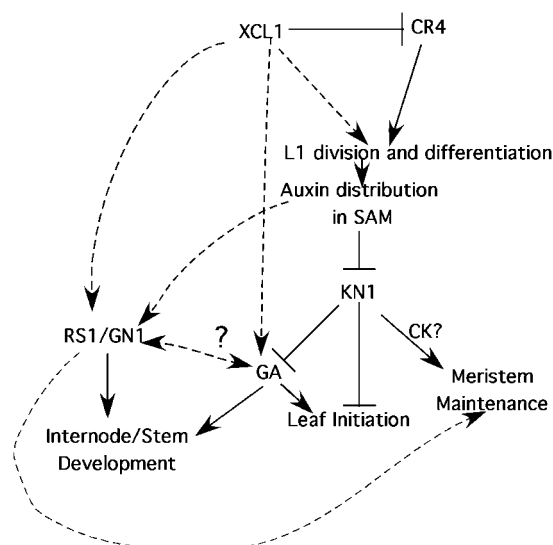 XCL1
CR4
L1 division and differentiation
Auxin distribution
in SAM
KN1
RS1/GN1
?
GA
CK?
Meristem
Maintenance
Leaf Initiation
Internode/Stem
Development